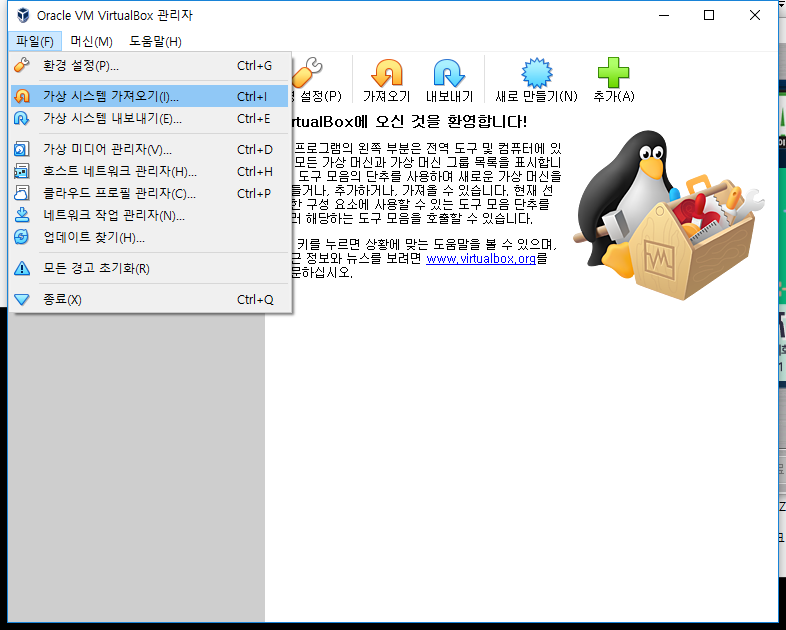 Oracle VM VirtualBox 관리자
파일(F) 머신(M) 도움말(H)
환경 설정(P)... Ctrl+G
가상 시스템 가져오기(I)... Ctrl+I
가상 시스템 내보내기(E)... Ctrl+E
가상 미디어 관리자(V)... Ctrl+D
호스트 네트워크 관리자(H)... Ctrl+H
클라우드 프로필 관리자(C)... Ctrl+P
네트워크 작업 관리자(N)...
업데이트 찾기(H)...
모든 경고 초기화(R)
종료(X) Ctrl+Q
설정(P) 가져오기 내보내기 새로 만들기(N) 추가(A)
rtualBox에 오신 것을 환영합니다!
프로그램의 왼쪽 부분은 전역 도구 및 컴퓨터에 있
모든 가상 머신과 가상 머신 그룹 목록을 표시합니
도구 모음의 단추를 사용하여 새로운 가상 머신을
들거나, 추가하거나, 가져올 수 있습니다. 현재 선
한 구성 요소에 사용할 수 있는 도구 모음 단추를
러 해당하는 도구 모음을 호출할 수 있습니다.
키를 누르면 상황에 맞는 도움말을 볼 수 있으며,
근 정보와 뉴스를 보려면 www.virtualbox.org를
문하십시오.